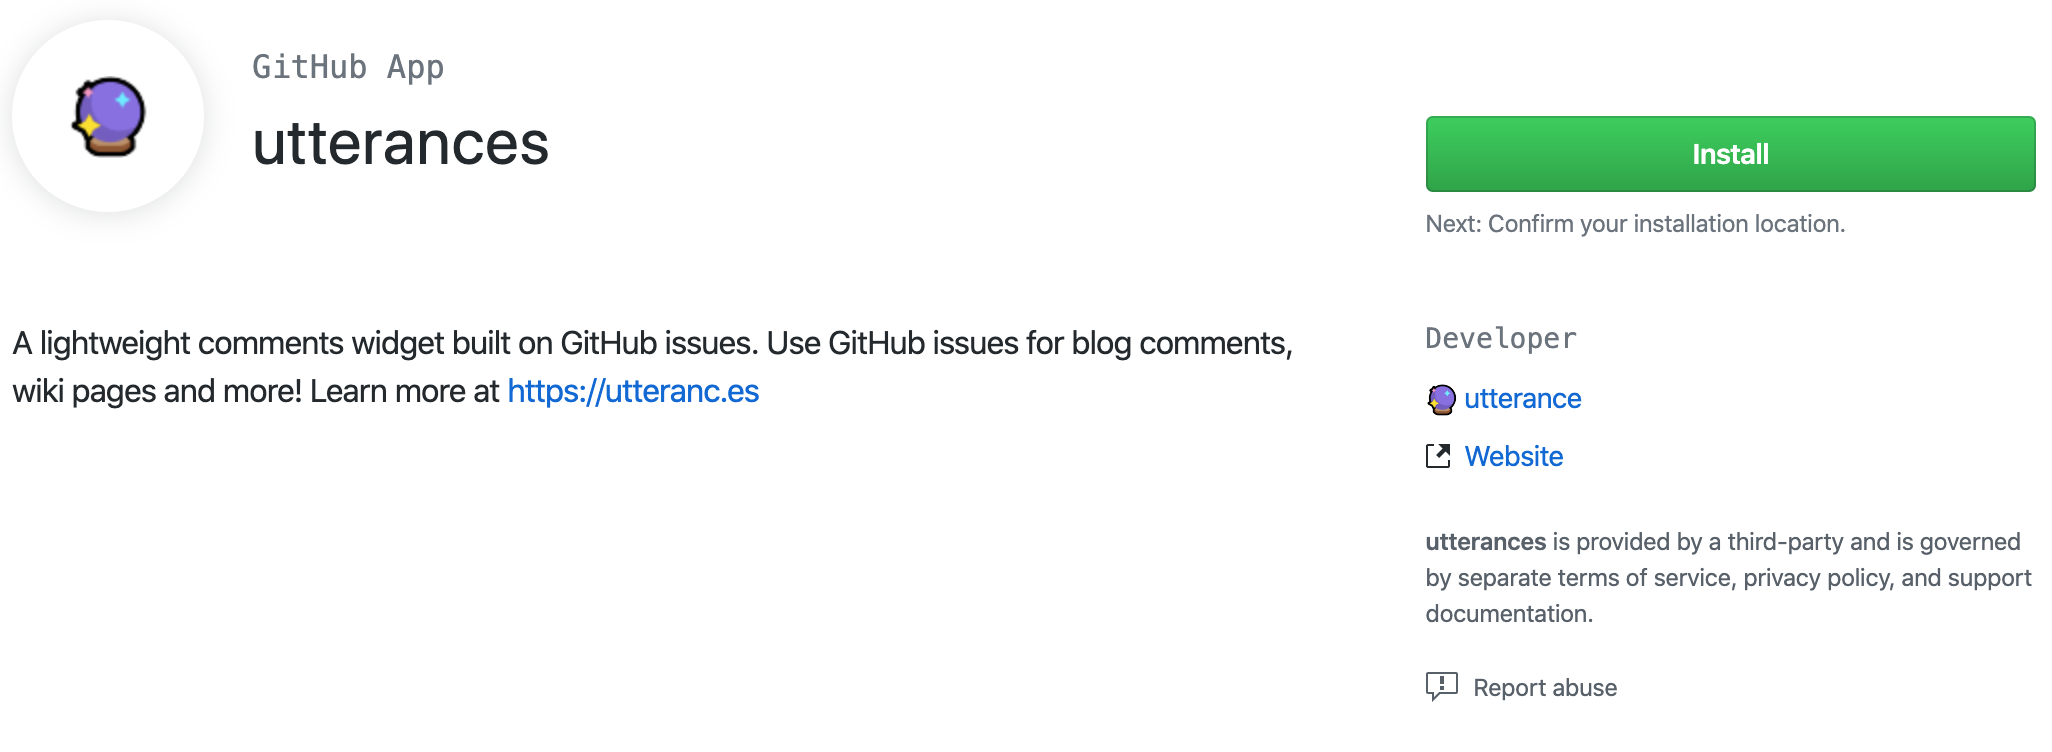 GitHub App
utterances
Install
Next: Confirm your installation location.
A lightweight comments widget built on GitHub issues. Use GitHub issues for blog comments,
wiki pages and more! Learn more at https://utteranc.es
Developer
utterance
Website
utterances is provided by a third-party and is governed
by separate terms of service, privacy policy, and support
documentation.
Report abuse